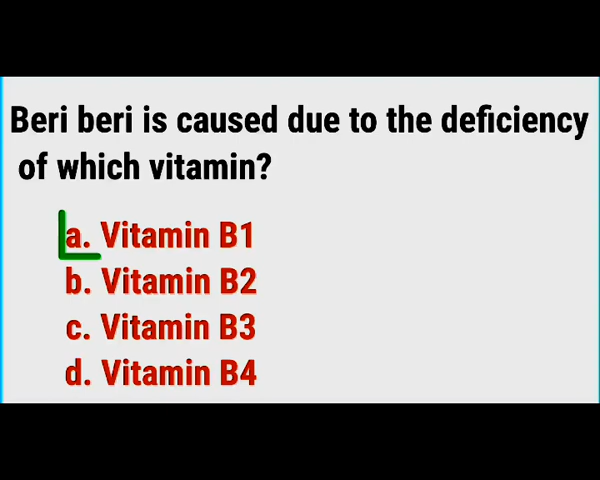 Beri beri is caused due to the deficiency
of which vitamin?
a. Vitamin B1
b. Vitamin B2
c. Vitamin B3
d. Vitamin B4